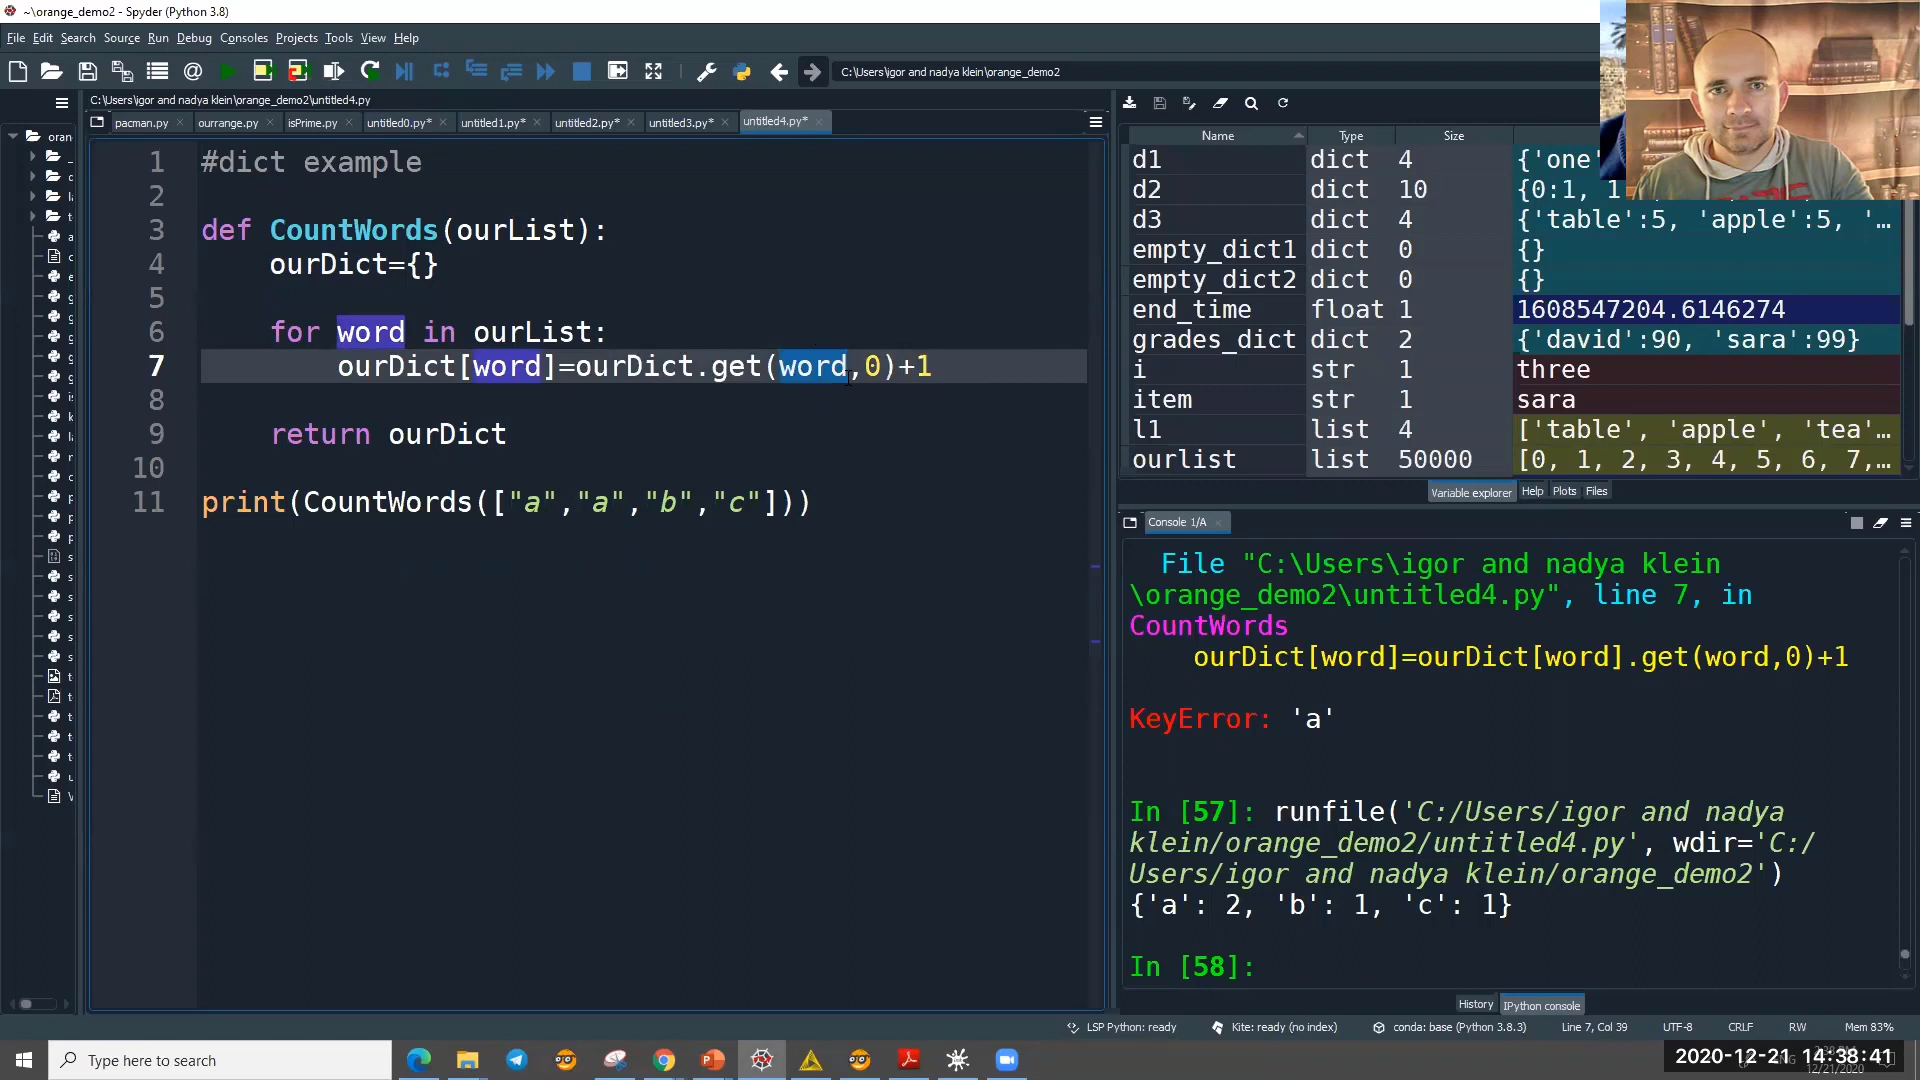 ~\orange_demo2 - Spyder (Python 3.8)
File Edit Search Source Run Debug Consoles Projects Tools View Help
C:\Users\igor and nadya klein\orange_demo2
C:\Users\igor and nadya klein\orange_demo2\untitled4.py
pacman.py ourrange.py isPrime.py untitled0.py* untitled1.py* untitled2.py* untitled3.py* untitled4.py*
oran
1 #dict example
2
3 def CountWords(ourList):
4 ourDict={}
5
6 for word in ourList:
7 ourDict[word]=ourDict.get(word,0)+1
8
9 return ourDict
10
11 print(CountWords(["a","a","b","c"]))
Name Type Size
d1 dict 4 {'one'
d2 dict 10 {0:1, 1
d3 dict 4 {'table':5, 'apple':5, '…
empty_dict1 dict 0 {}
empty_dict2 dict 0 {}
end_time float 1 1608547204.6146274
grades_dict dict 2 {'david':90, 'sara':99}
i str 1 three
item str 1 sara
l1 list 4 ['table', 'apple', 'tea'…
ourlist list 50000 [0, 1, 2, 3, 4, 5, 6, 7,…
Variable explorer Help Plots Files
Console 1/A
File "C:\Users\igor and nadya klein
\orange_demo2\untitled4.py", line 7, in
CountWords
ourDict[word]=ourDict[word].get(word,0)+1
KeyError: 'a'
In [57]: runfile('C:/Users/igor and nadya
klein/orange_demo2/untitled4.py', wdir='C:/
Users/igor and nadya klein/orange_demo2')
{'a': 2, 'b': 1, 'c': 1}
In [58]:
History IPython console
LSP Python: ready Kite: ready (no index) conda: base (Python 3.8.3) Line 7, Col 39 UTF-8 CRLF RW Mem 83%
Type here to search
2020-12-21 14:38:41
12/21/2020